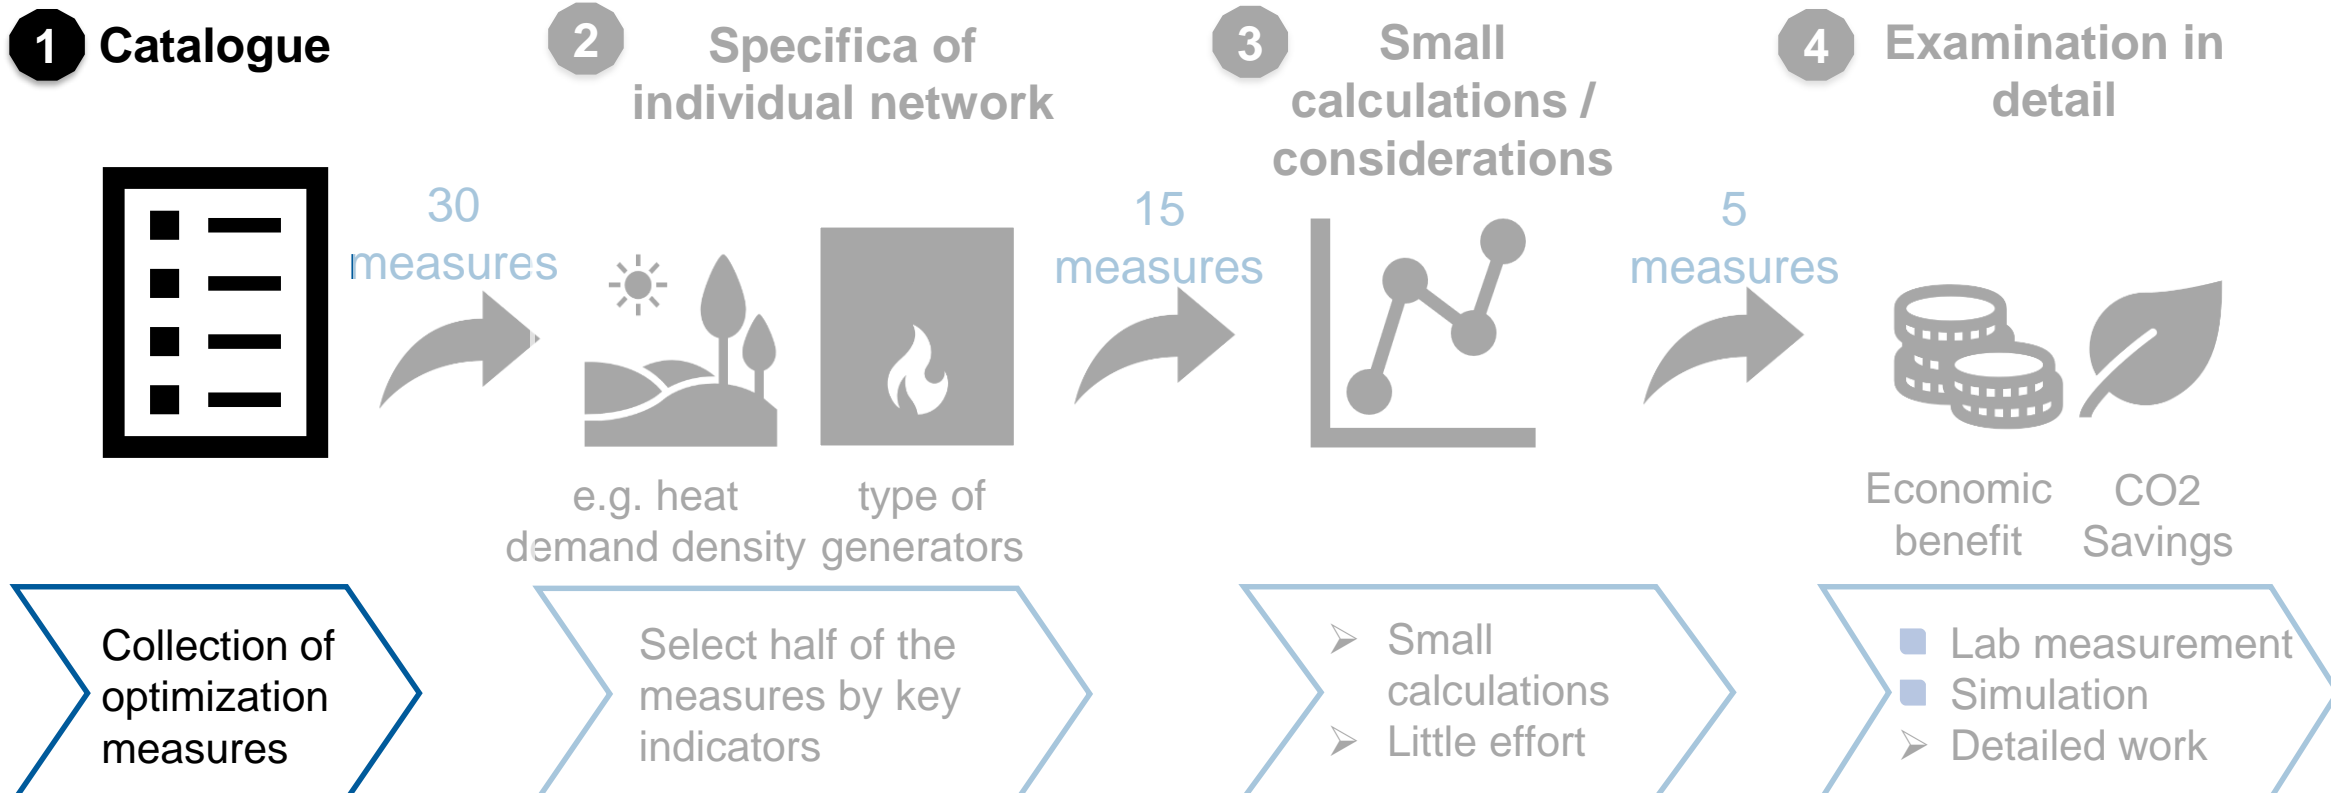 1 Catalogue
2 Specifica of
individual network
3 Small
calculations /
considerations
4 Examination in
detail
30
measures
15
measures
5
measures
e.g. heat
demand density
type of
generators
Economic
benefit
CO2
Savings
Collection of
optimization
measures
Select half of the
measures by key
indicators
➢ Small
calculations
➢ Little effort
Lab measurement
Simulation
➢ Detailed work